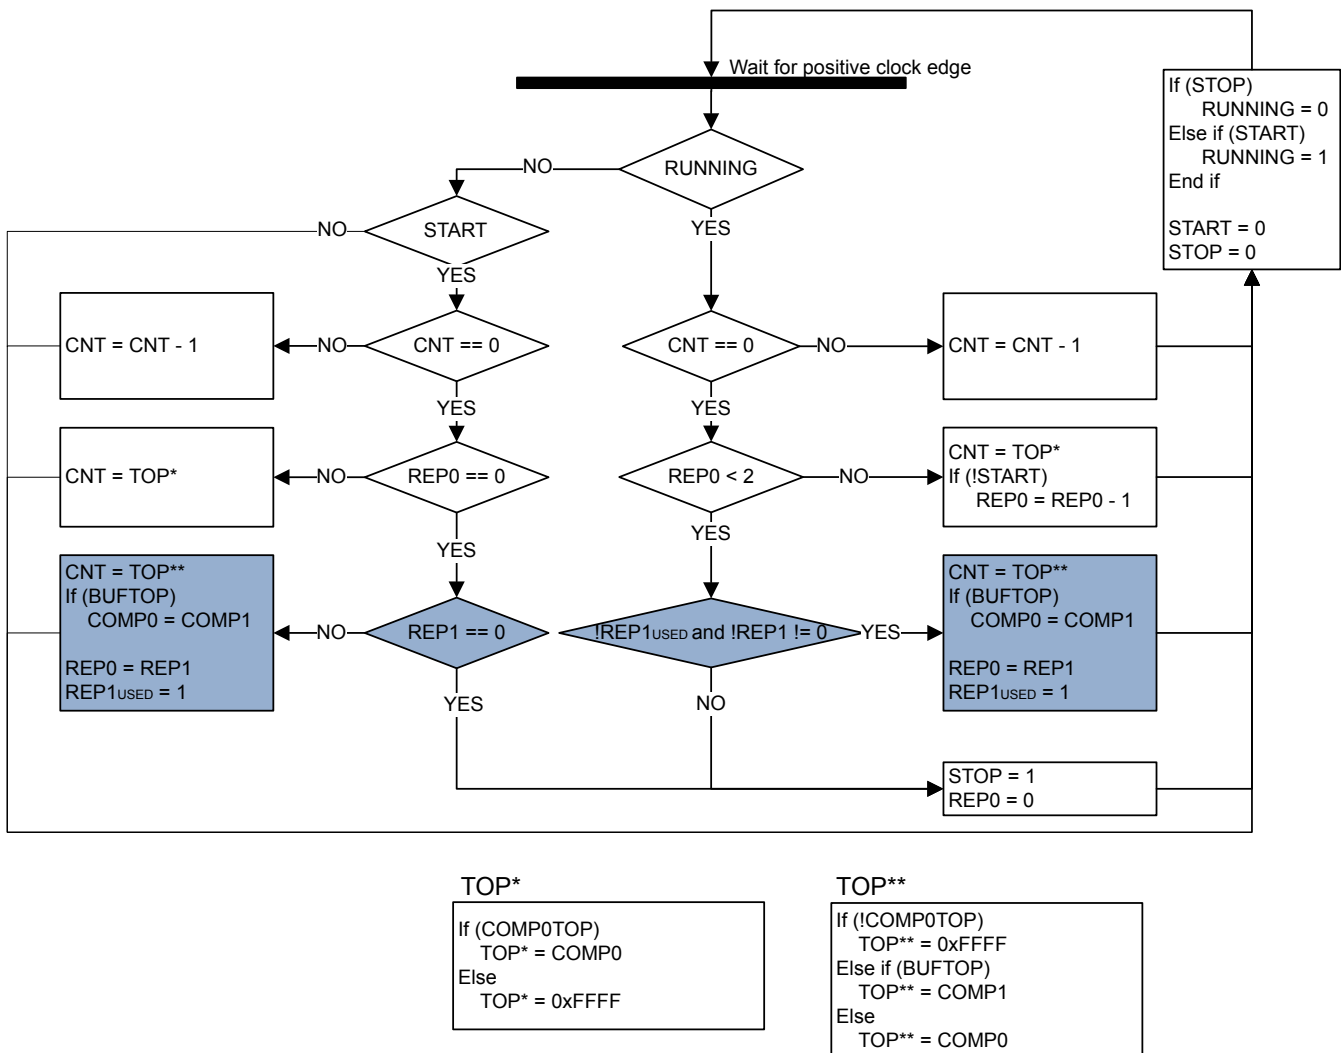 Wait for positive clock edge
If (STOP)
RUNNING = 0
Else if (START)
RUNNING = 1
End if
START = 0
STOP = 0
RUNNING
NO
YES
START
NO
YES
CNT = CNT - 1
NO
CNT == 0
YES
CNT == 0
NO
YES
CNT = CNT - 1
CNT = TOP*
NO
REP0 == 0
YES
REP0 < 2
NO
YES
CNT = TOP*
If (!START)
REP0 = REP0 - 1
CNT = TOP**
If (BUFTOP)
COMP0 = COMP1
REP0 = REP1
REP1USED = 1
NO
REP1 == 0
YES
!REP1USED and !REP1 != 0
YES
NO
CNT = TOP**
If (BUFTOP)
COMP0 = COMP1
REP0 = REP1
REP1USED = 1
STOP = 1
REP0 = 0
TOP*
If (COMP0TOP)
TOP* = COMP0
Else
TOP* = 0xFFFF
TOP**
If (!COMP0TOP)
TOP** = 0xFFFF
Else if (BUFTOP)
TOP** = COMP1
Else
TOP** = COMP0